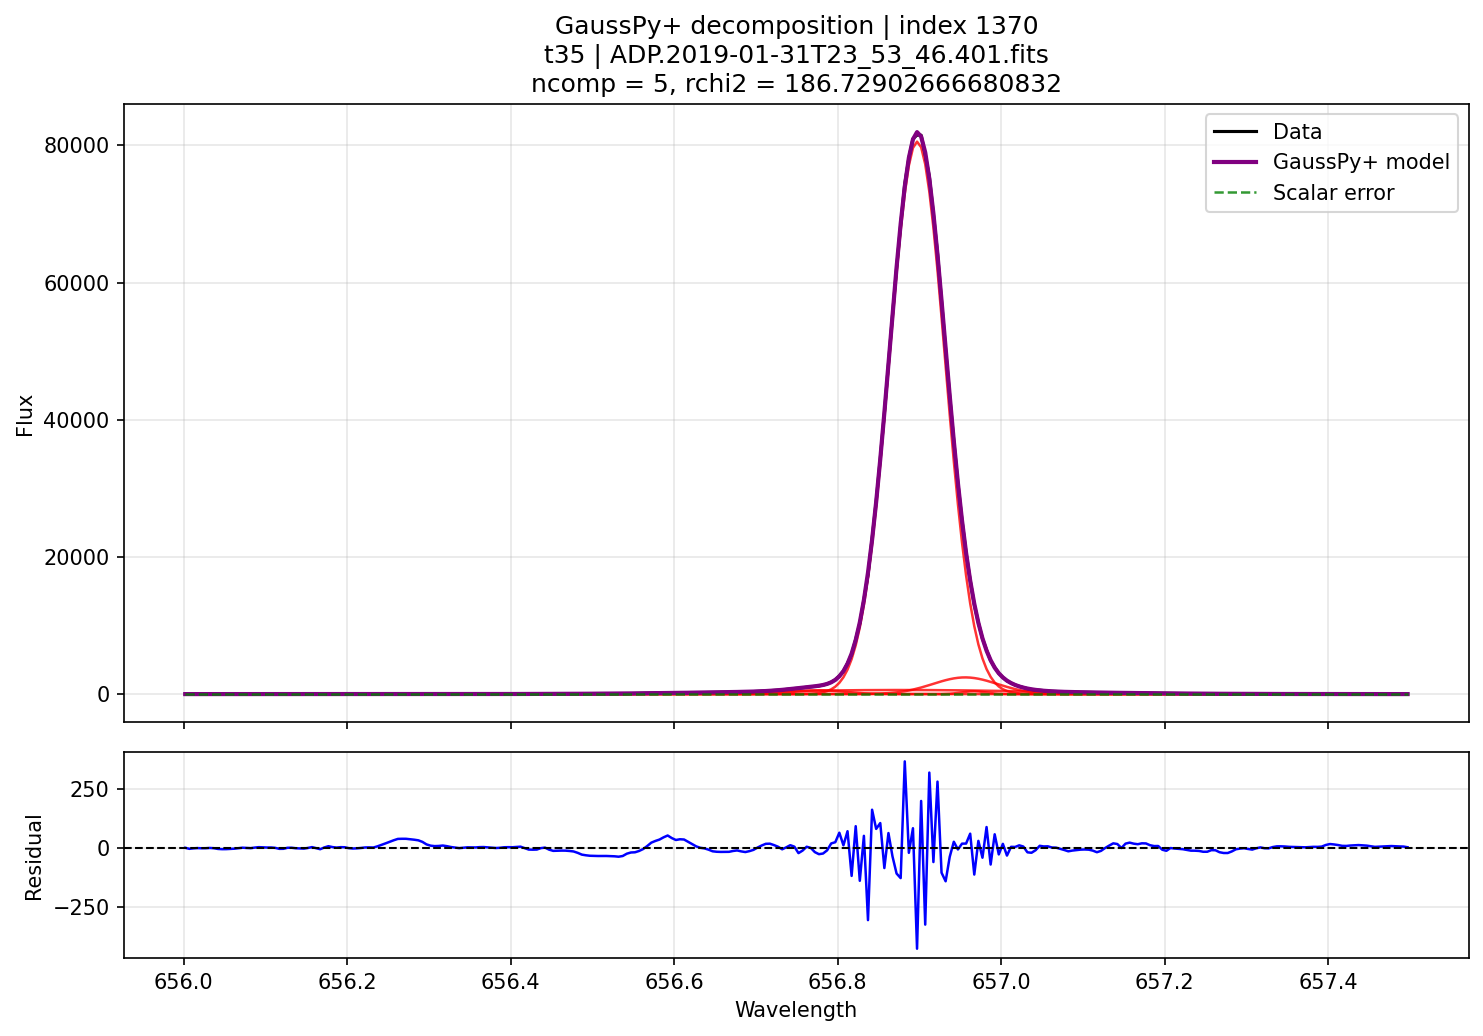 GaussPy+ decomposition | index 1370
t35 | ADP.2019-01-31T23_53_46.401.fits
ncomp = 5, rchi2 = 186.72902666680832
Data
GaussPy+ model
Scalar error
80000
60000
40000
20000
0
Flux
250
0
−250
Residual
656.0 656.2 656.4 656.6 656.8 657.0 657.2 657.4
Wavelength